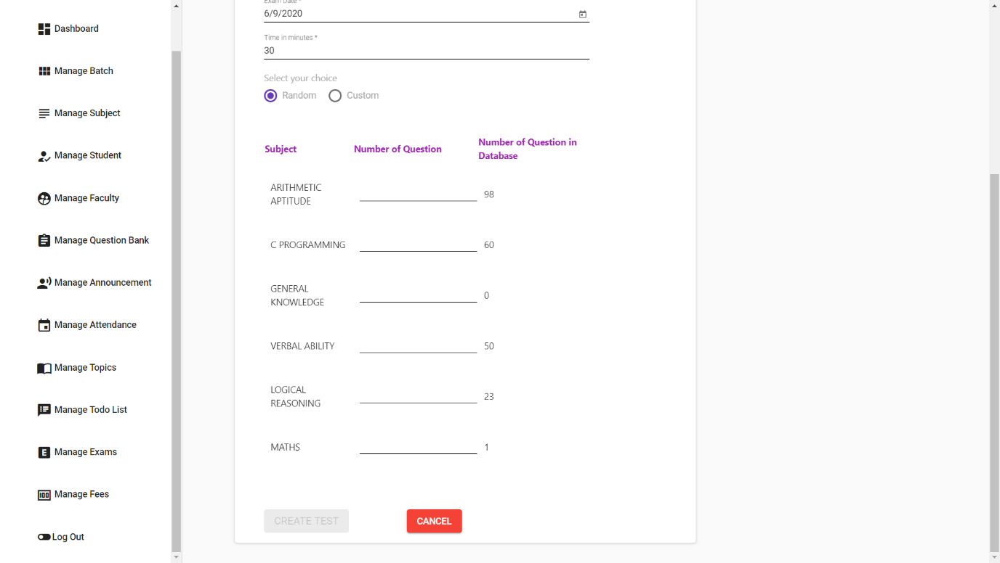 Dashboard
Manage Batch
Manage Subject
Manage Student
Manage Faculty
Manage Question Bank
Manage Announcement
Manage Attendance
Manage Topics
Manage Todo List
Manage Exams
Manage Fees
Log Out
Exam Date *
6/9/2020
Time in minutes *
30
Select your choice
Random Custom
Subject Number of Question Number of Question in
Database
ARITHMETIC
APTITUDE 98
C PROGRAMMING 60
GENERAL
KNOWLEDGE 0
VERBAL ABILITY 50
LOGICAL
REASONING 23
MATHS 1
CREATE TEST CANCEL